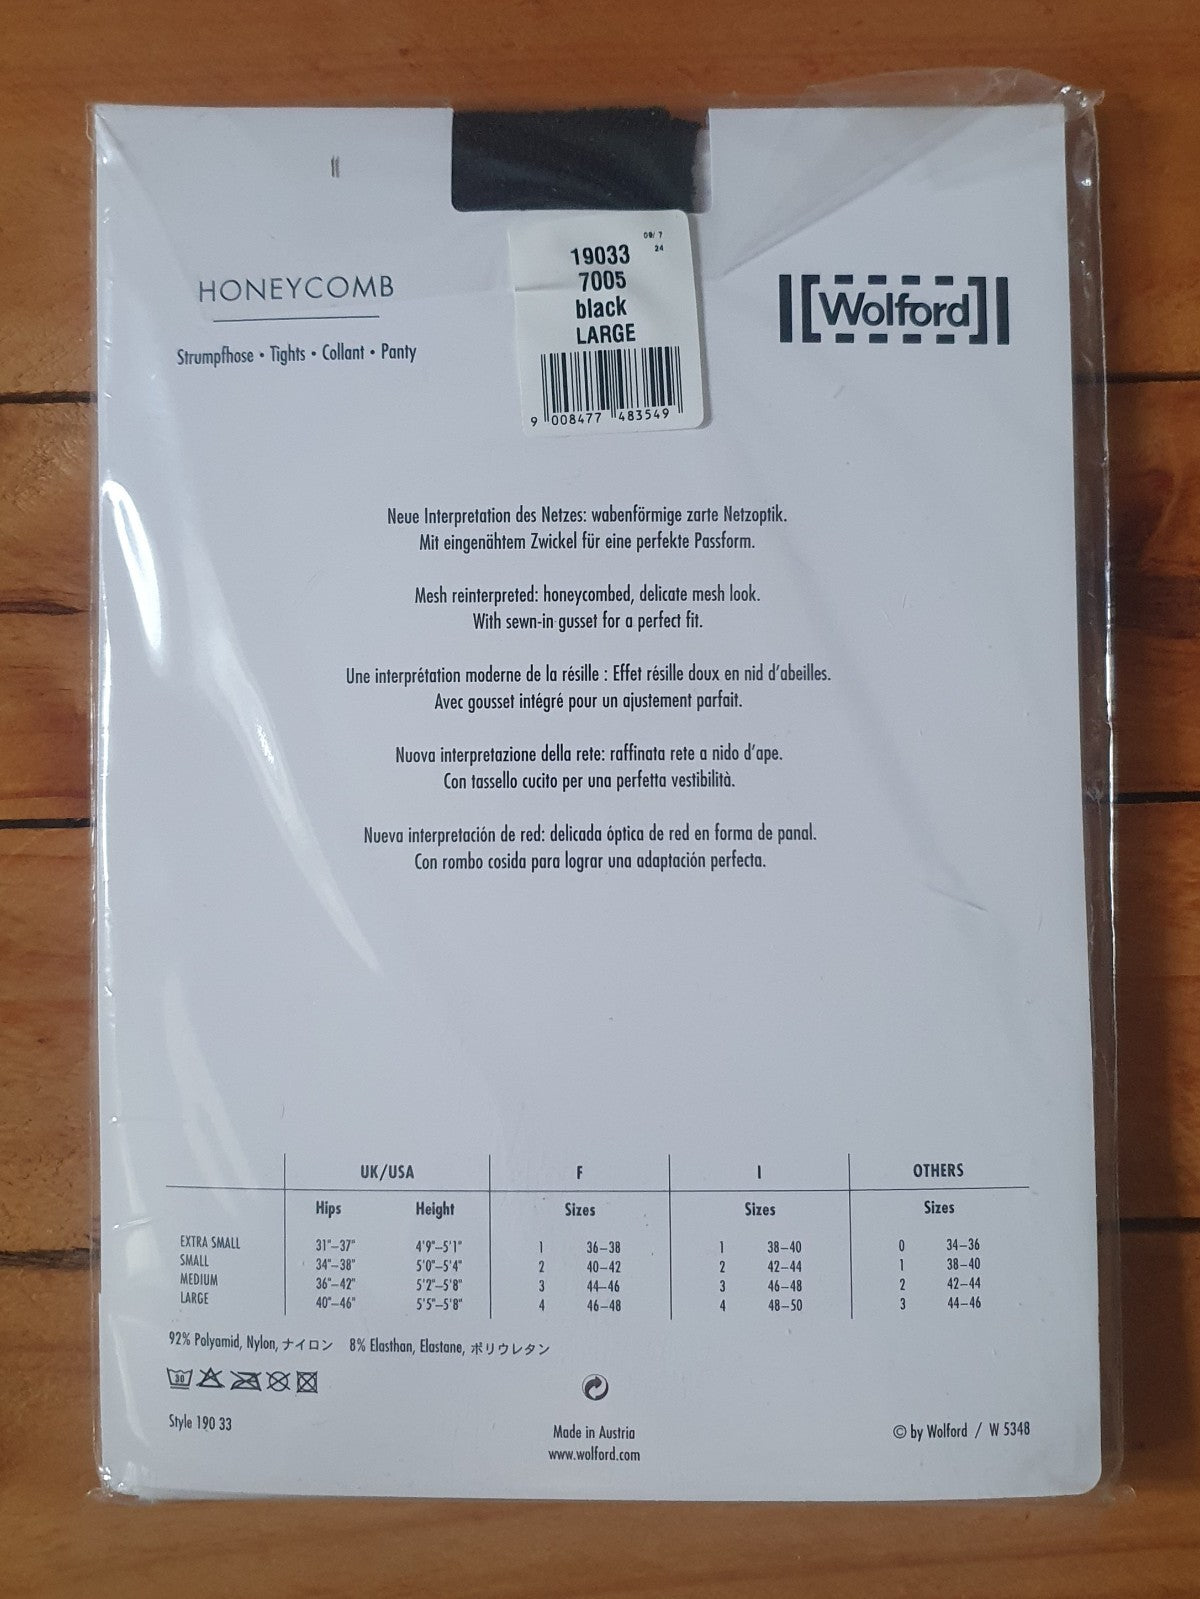 HONEYCOMB
Strumpfhose • Tights • Collant • Panty
08/ 7
24
19033
7005
black
LARGE
9 008477 483549
Wolford
Neue Interpretation des Netzes: wabenförmige zarte Netzoptik.
Mit eingenähtem Zwickel für eine perfekte Passform.
Mesh reinterpreted: honeycombed, delicate mesh look.
With sewn-in gusset for a perfect fit.
Une interprétation moderne de la résille : Effet résille doux en nid d'abeilles.
Avec gousset intégré pour un ajustement parfait.
Nuova interpretazione della rete: raffinata rete a nido d'ape.
Con tassello cucito per una perfetta vestibilità.
Nueva interpretación de red: delicada óptica de red en forma de panal.
Con rombo cosida para lograr una adaptación perfecta.
UK/USA F I OTHERS
Hips Height Sizes Sizes Sizes
EXTRA SMALL 31"–37" 4'9"–5'1" 1 36–38 1 38–40 0 34–36
SMALL 34"–38" 5'0"–5'4" 2 40–42 2 42–44 1 38–40
MEDIUM 36"–42" 5'2"–5'8" 3 44–46 3 46–48 2 42–44
LARGE 40"–46" 5'5"–5'8" 4 46–48 4 48–50 3 44–46
92% Polyamid, Nylon, ナイロン 8% Elasthan, Elastane, ポリウレタン
30
Style 190 33
Made in Austria
www.wolford.com
© by Wolford / W 5348